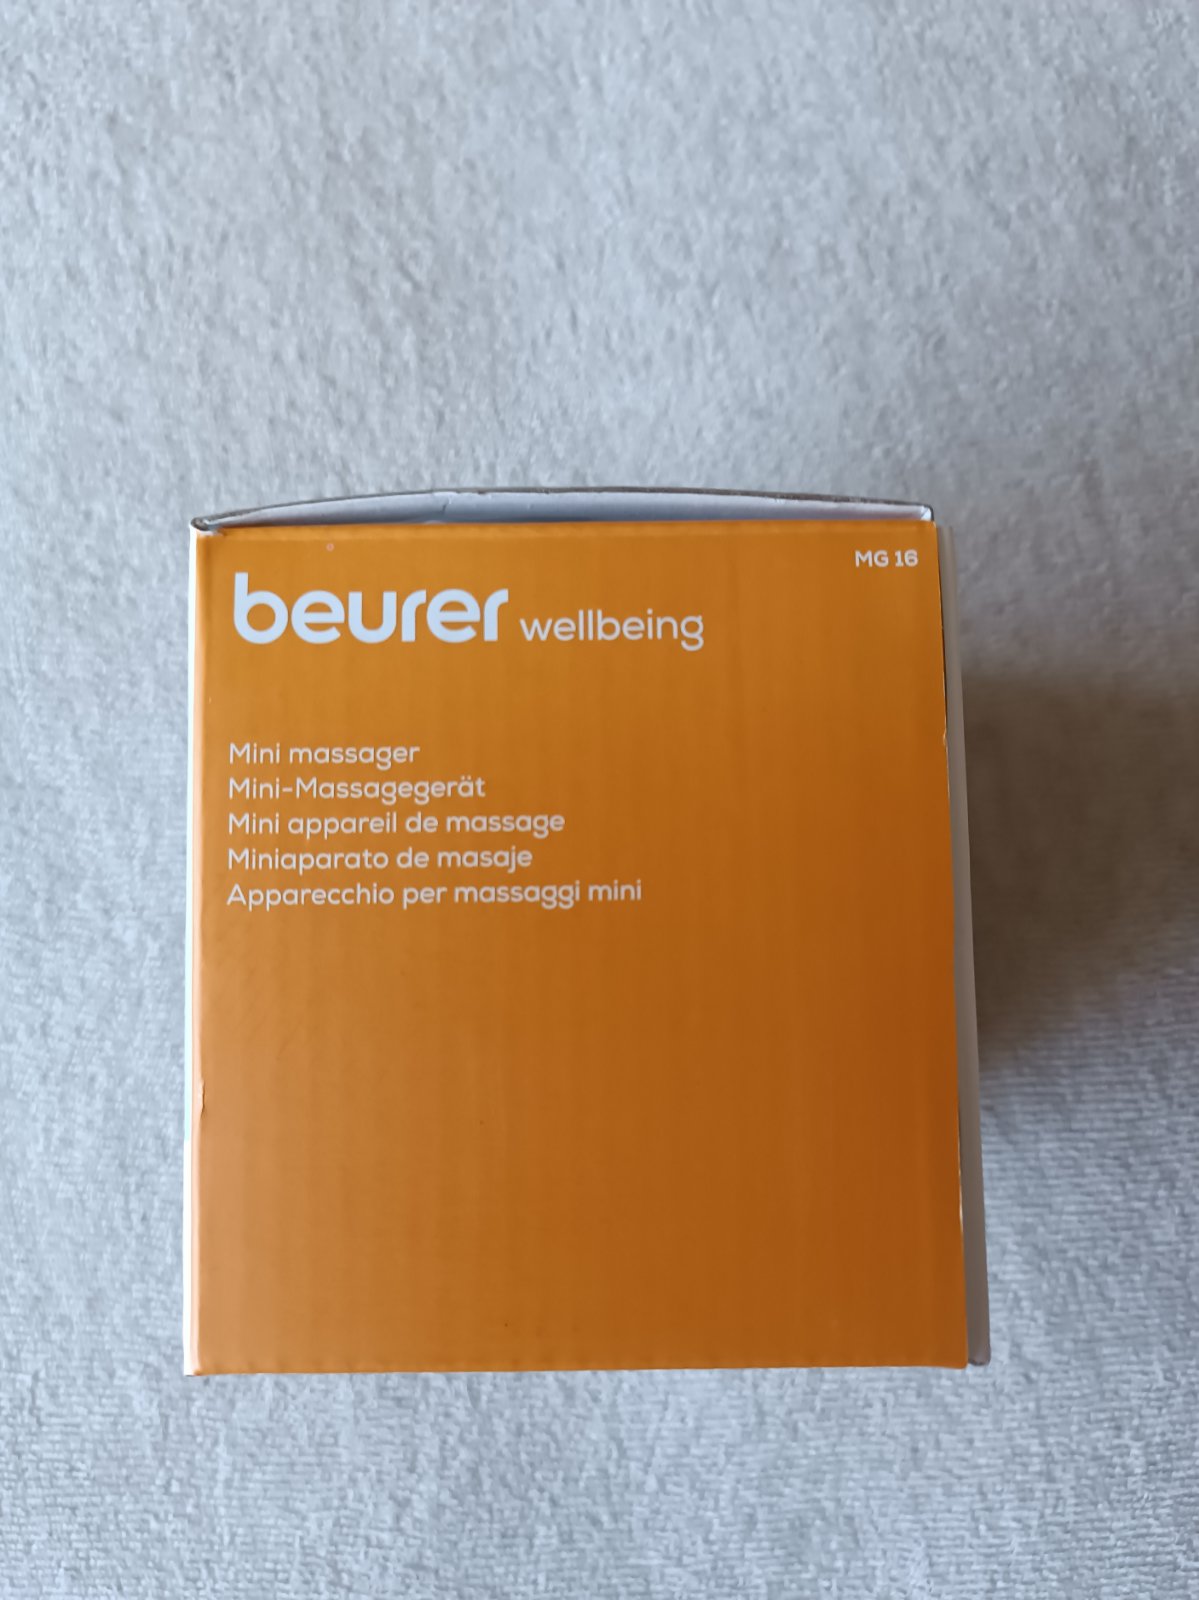 MG 16
beurer wellbeing
Mini massager
Mini-Massagegerät
Mini appareil de massage
Miniaparato de masaje
Apparecchio per massaggi mini